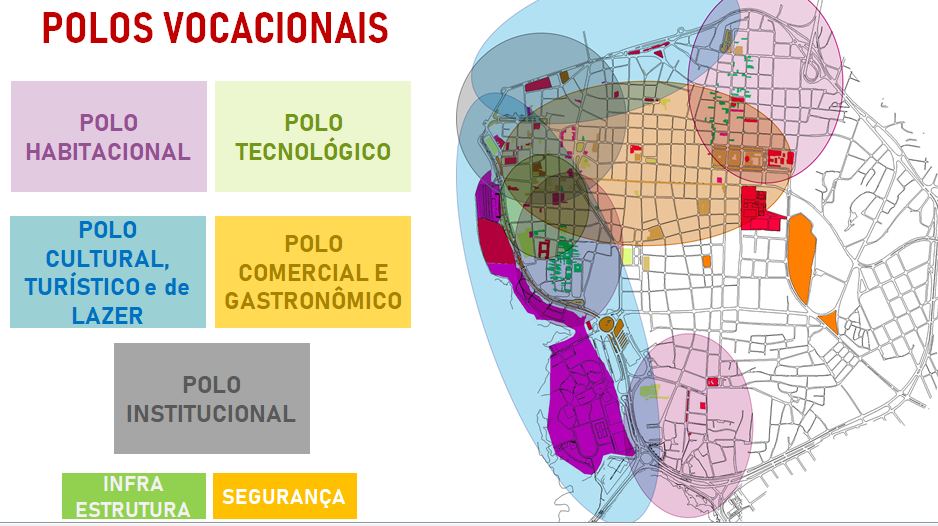 POLOS VOCACIONAIS
POLO
HABITACIONAL
POLO
TECNOLÓGICO
POLO
CULTURAL,
TURÍSTICO e de
LAZER
POLO
COMERCIAL E
GASTRONÔMICO
POLO
INSTITUCIONAL
INFRA
ESTRUTURA
SEGURANÇA